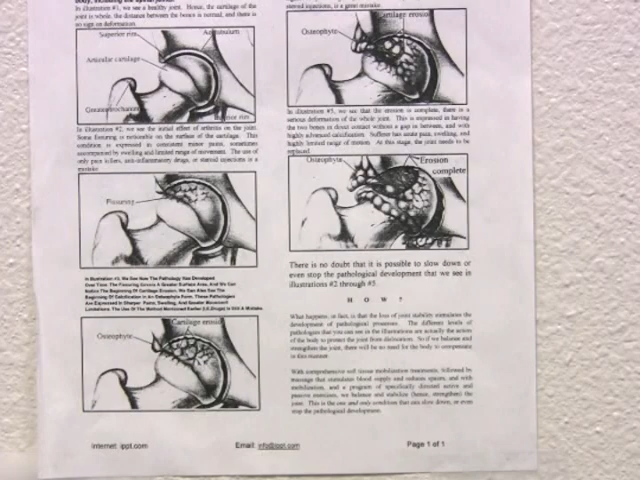 In illustration #1, we see a healthy joint. Hence, the cartilage of the
joint is whole, the distance between the bones is normal, and there is
no sign on deformation.
Superior rim
Acetabulum
Articular cartilage
Greater trochanter
rim
In illustration #2, we see the initial effect of arthritis on the joint.
Some fissuring is noticeable on the surface of the cartilage. This
condition is expressed in consistent minor pains, sometimes
accompanied by swelling and limited range of movement. The use of
only pain killers, anti-inflammatory drugs, or steroid injections is a
mistake.
Fissuring
In Illustration #3, We See How The Pathology Has Developed
Over Time. The Fissuring Covers A Greater Surface Area, And We Can
Notice The Beginning Of Cartilage Erosion. We Can Also See The
Beginning Of Calcification In An Osteophyte Form. These Pathologies
Are Expressed In Sharper Pains, Swelling, And Greater Movement
Limitations. The Use Of The Method Mentioned Earlier Is Still A Mistake.
Cartilage erosion
Osteophyte
steroid injections, is a great mistake.
Cartilage erosion
Osteophyte
In illustration #5, we see that the erosion is complete, there is a
serious deformation of the whole joint. This is expressed in having
the two bones in direct contact without a gap in between, and with
highly advanced calcification. Sufferer has acute pain, swelling, and
highly limited range of motion. At this stage, the joint needs to be
replaced.
Osteophyte
Erosion
complete
There is no doubt that it is possible to slow down or
even stop the pathological development that we see in
illustrations #2 through #5.
H O W ?
What happens, in fact, is that the loss of joint stability stimulates the
development of pathological processes. The different levels of
pathologies that you can see in the illustrations are actually the action
of the body to protect the joint from dislocation. So if we balance and
strengthen the joint, there will be no need for the body to compensate
in this manner.
With comprehensive soft tissue mobilization treatments, followed by
massage that stimulates blood supply and reduces spasm, and with
mobilization, and a program of specifically directed active and
passive exercises, we balance and stabilize (hence, strengthen) the
joint. This is the one and only condition that can slow down, or even
stop the pathological development.
Internet: ippt.com
Email: info@ippt.com
Page 1 of 1